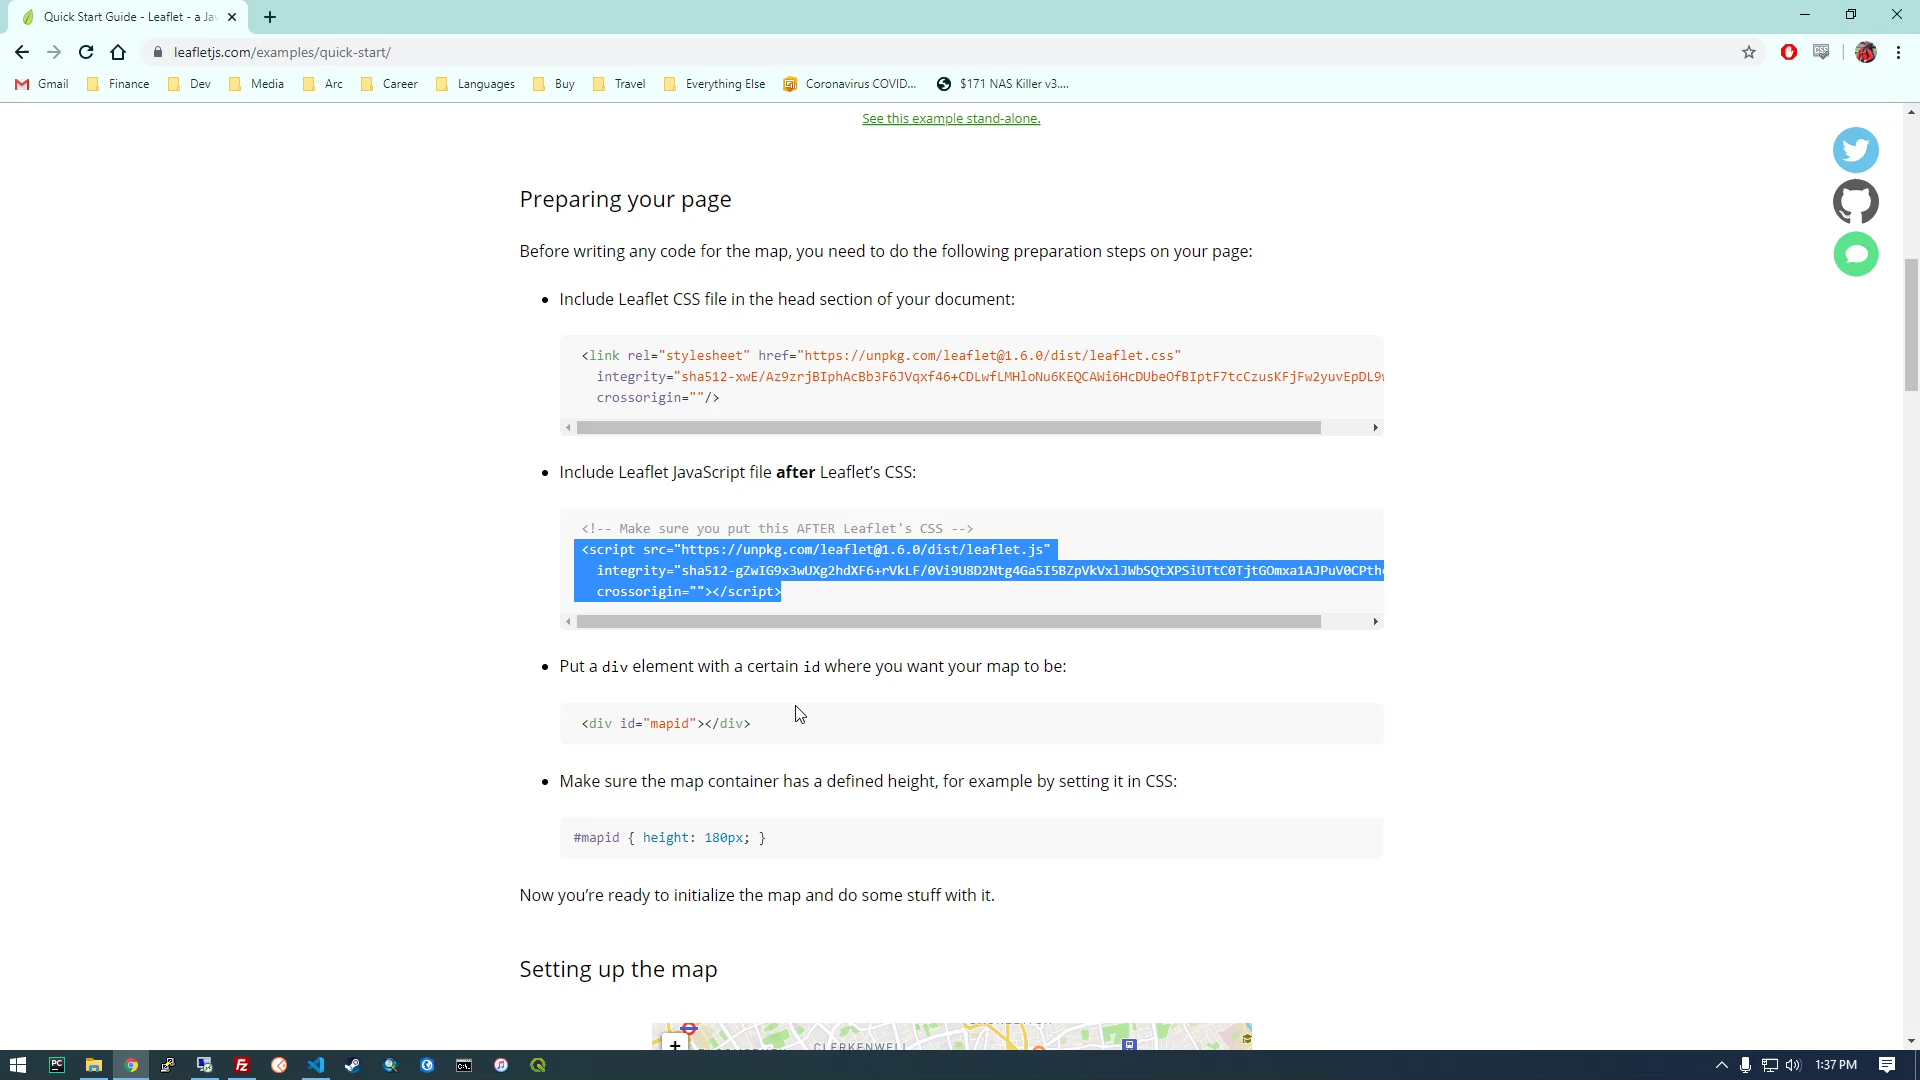 Quick Start Guide - Leaflet - a Ja
leafletjs.com/examples/quick-start/
Gmail Finance Dev Media Arc Career Languages Buy Travel Everything Else Coronavirus COVID... $171 NAS Killer v3....
See this example stand-alone.
Preparing your page
Before writing any code for the map, you need to do the following preparation steps on your page:
Include Leaflet CSS file in the head section of your document:
<link rel="stylesheet" href="https://unpkg.com/leaflet@1.6.0/dist/leaflet.css"
integrity="sha512-xwE/Az9zrjBIphAcBb3F6JVqxf46+CDLwfLMHloNu6KEQCAWi6HcDUbeOfBIptF7tcCzusKFjFw2yuvEpDL9
crossorigin=""/>
Include Leaflet JavaScript file after Leaflet’s CSS:
<!-- Make sure you put this AFTER Leaflet's CSS -->
<script src="https://unpkg.com/leaflet@1.6.0/dist/leaflet.js"
integrity="sha512-gZwIG9x3wUXg2hdXF6+rVkLF/0Vi9U8D2Ntg4Ga5I5BZpVkVxlJWbSQtXPSiUTtC0TjtGOmxa1AJPuV0CPth
crossorigin=""></script>
Put a div element with a certain id where you want your map to be:
<div id="mapid"></div>
Make sure the map container has a defined height, for example by setting it in CSS:
#mapid { height: 180px; }
Now you’re ready to initialize the map and do some stuff with it.
Setting up the map
+
CLERKENWELL
1:37 PM